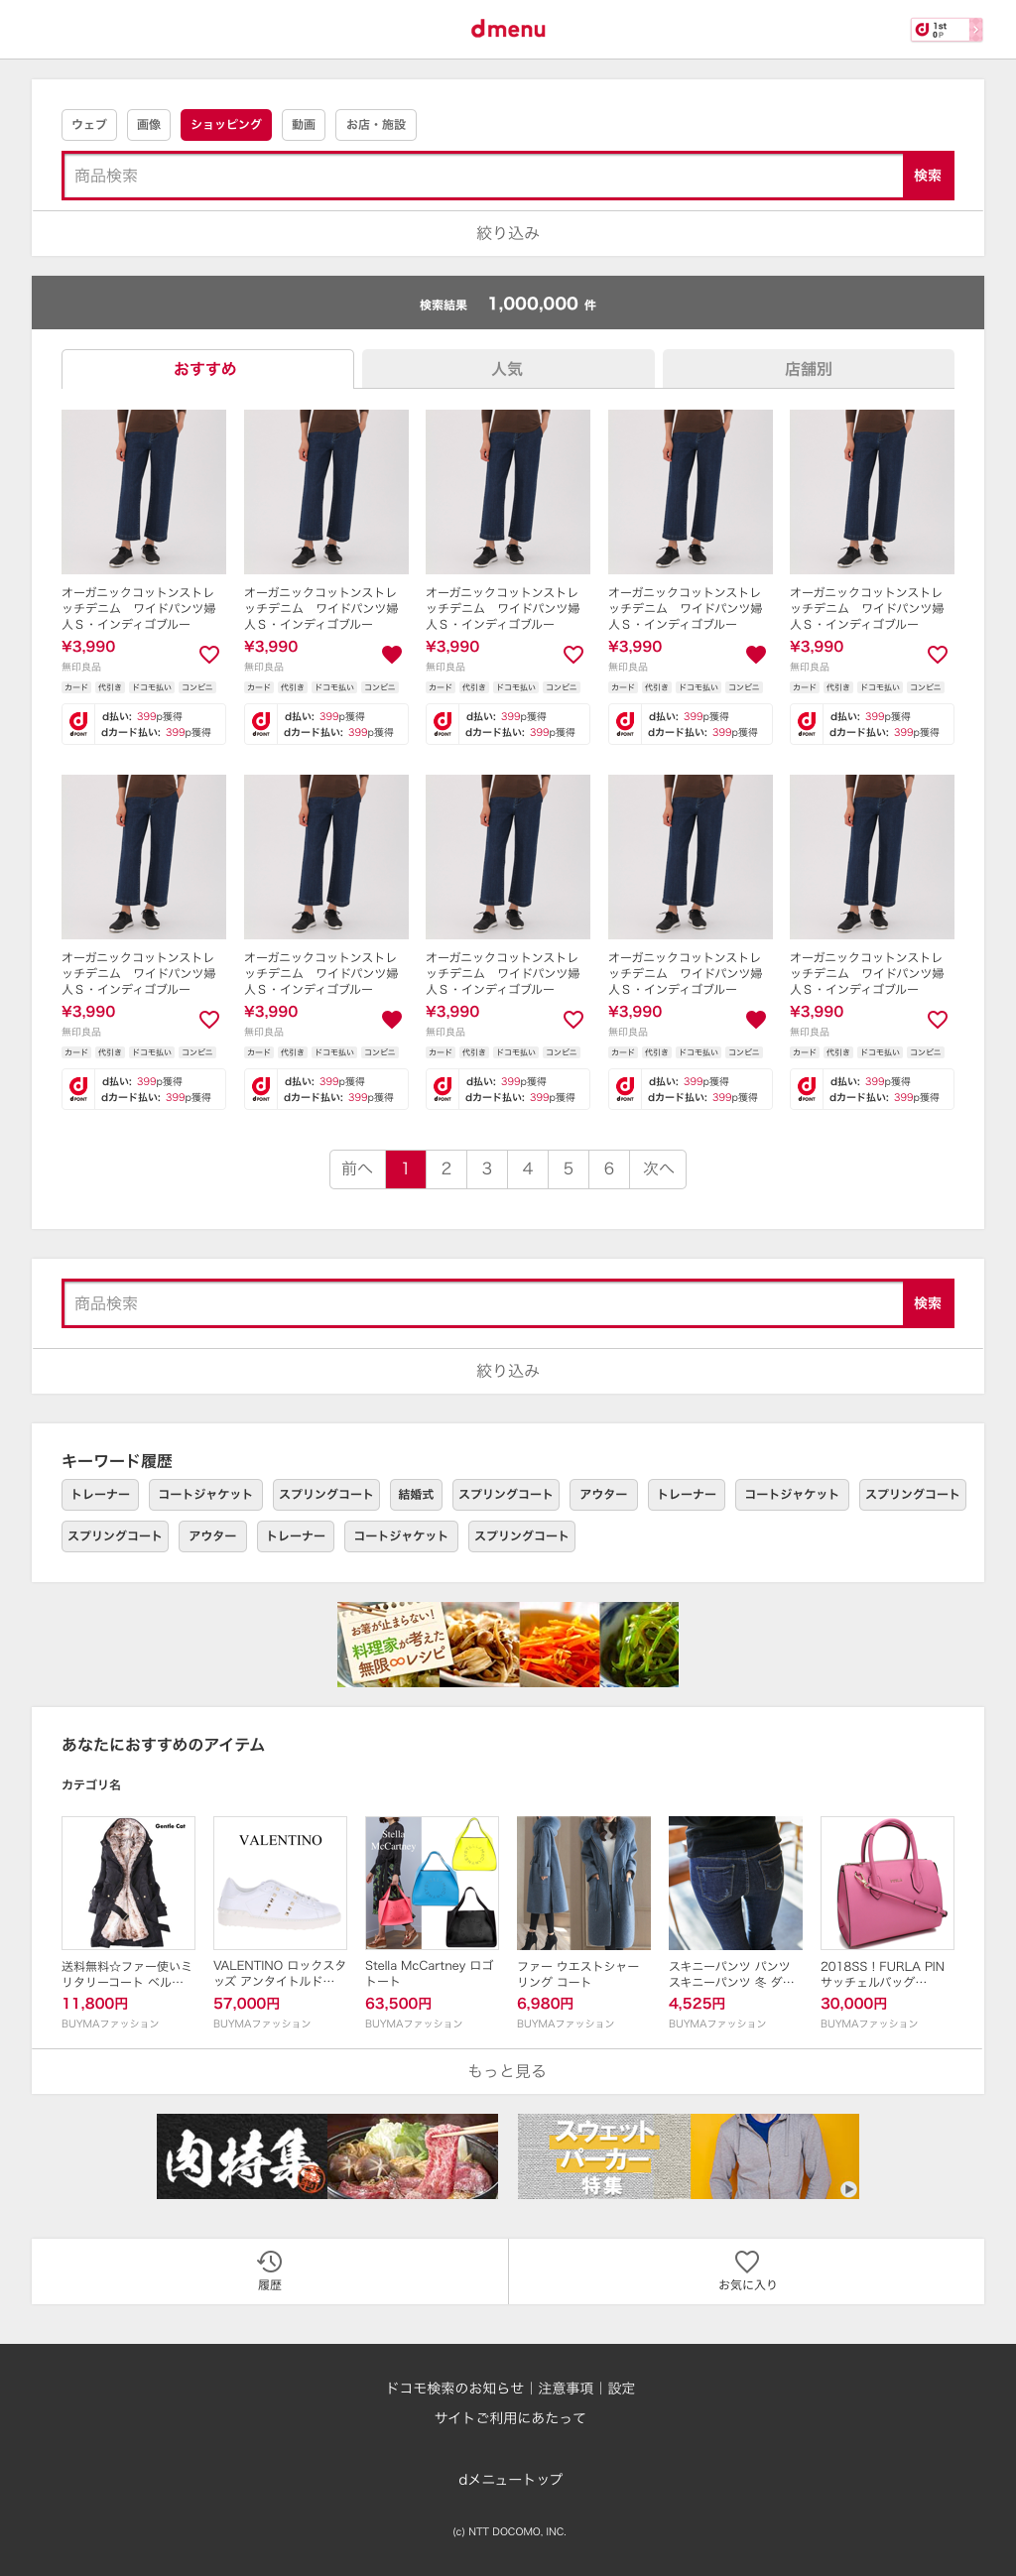 dmenu
1st
0P
ウェブ 画像 ショッピング 動画 お店・施設
商品検索 検索
絞り込み
検索結果 1,000,000 件
おすすめ 人気 店舗別
オーガニックコットンストレ オーガニックコットンストレ オーガニックコットンストレ オーガニックコットンストレ オーガニックコットンストレ
ッチデニム ワイドパンツ婦 ッチデニム ワイドパンツ婦 ッチデニム ワイドパンツ婦 ッチデニム ワイドパンツ婦 ッチデニム ワイドパンツ婦
人S・インディゴブルー 人S・インディゴブルー 人S・インディゴブルー 人S・インディゴブルー 人S・インディゴブルー
¥3,990 ¥3,990 ¥3,990 ¥3,990 ¥3,990
無印良品 無印良品 無印良品 無印良品 無印良品
カード 代引き ドコモ払い コンビニ カード 代引き ドコモ払い コンビニ カード 代引き ドコモ払い コンビニ カード 代引き ドコモ払い コンビニ カード 代引き ドコモ払い コンビニ
d払い: 399p獲得 d払い: 399p獲得 d払い: 399p獲得 d払い: 399p獲得 d払い: 399p獲得
d POINT dカード払い: 399p獲得 d POINT dカード払い: 399p獲得 d POINT dカード払い: 399p獲得 d POINT dカード払い: 399p獲得 d POINT dカード払い: 399p獲得
オーガニックコットンストレ オーガニックコットンストレ オーガニックコットンストレ オーガニックコットンストレ オーガニックコットンストレ
ッチデニム ワイドパンツ婦 ッチデニム ワイドパンツ婦 ッチデニム ワイドパンツ婦 ッチデニム ワイドパンツ婦 ッチデニム ワイドパンツ婦
人S・インディゴブルー 人S・インディゴブルー 人S・インディゴブルー 人S・インディゴブルー 人S・インディゴブルー
¥3,990 ¥3,990 ¥3,990 ¥3,990 ¥3,990
無印良品 無印良品 無印良品 無印良品 無印良品
カード 代引き ドコモ払い コンビニ カード 代引き ドコモ払い コンビニ カード 代引き ドコモ払い コンビニ カード 代引き ドコモ払い コンビニ カード 代引き ドコモ払い コンビニ
d払い: 399p獲得 d払い: 399p獲得 d払い: 399p獲得 d払い: 399p獲得 d払い: 399p獲得
d POINT dカード払い: 399p獲得 d POINT dカード払い: 399p獲得 d POINT dカード払い: 399p獲得 d POINT dカード払い: 399p獲得 d POINT dカード払い: 399p獲得
前へ 1 2 3 4 5 6 次へ
商品検索 検索
絞り込み
キーワード履歴
トレーナー コートジャケット スプリングコート 結婚式 スプリングコート アウター トレーナー コートジャケット スプリングコート
スプリングコート アウター トレーナー コートジャケット スプリングコート
お箸が止まらない!
料理家が考えた
無限∞レシピ
あなたにおすすめのアイテム
カテゴリ名
Gentle Cat
VALENTINO
Stella
McCartney
送料無料☆ファー使いミ VALENTINO ロックスタ Stella McCartney ロゴ ファー ウエストシャー スキニーパンツ パンツ 2018SS！FURLA PIN
リタリーコート ベル… ッズ アンタイトルド… トート リング コート スキニーパンツ 冬 ダ… サッチェルバッグ…
11,800円 57,000円 63,500円 6,980円 4,525円 30,000円
BUYMAファッション BUYMAファッション BUYMAファッション BUYMAファッション BUYMAファッション BUYMAファッション
もっと見る
肉特集
スウェット
パーカー
特集
履歴 お気に入り
ドコモ検索のお知らせ｜注意事項｜設定
サイトご利用にあたって
dメニュートップ
(c) NTT DOCOMO, INC.